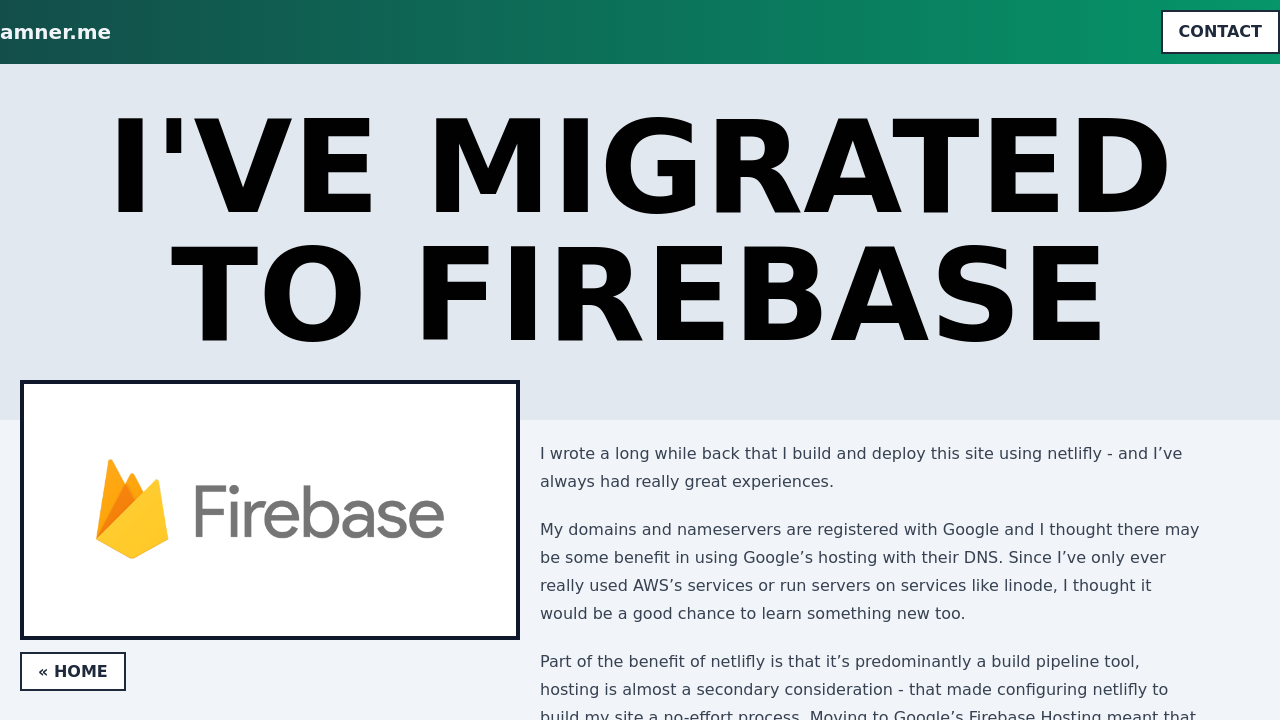 amner.me
CONTACT
I'VE MIGRATED
TO FIREBASE
Firebase
« HOME
I wrote a long while back that I build and deploy this site using netlifly - and I’ve
always had really great experiences.
My domains and nameservers are registered with Google and I thought there may
be some benefit in using Google’s hosting with their DNS. Since I’ve only ever
really used AWS’s services or run servers on services like linode, I thought it
would be a good chance to learn something new too.
Part of the benefit of netlifly is that it’s predominantly a build pipeline tool,
hosting is almost a secondary consideration - that made configuring netlifly to
build my site a no-effort process. Moving to Google’s Firebase Hosting meant that